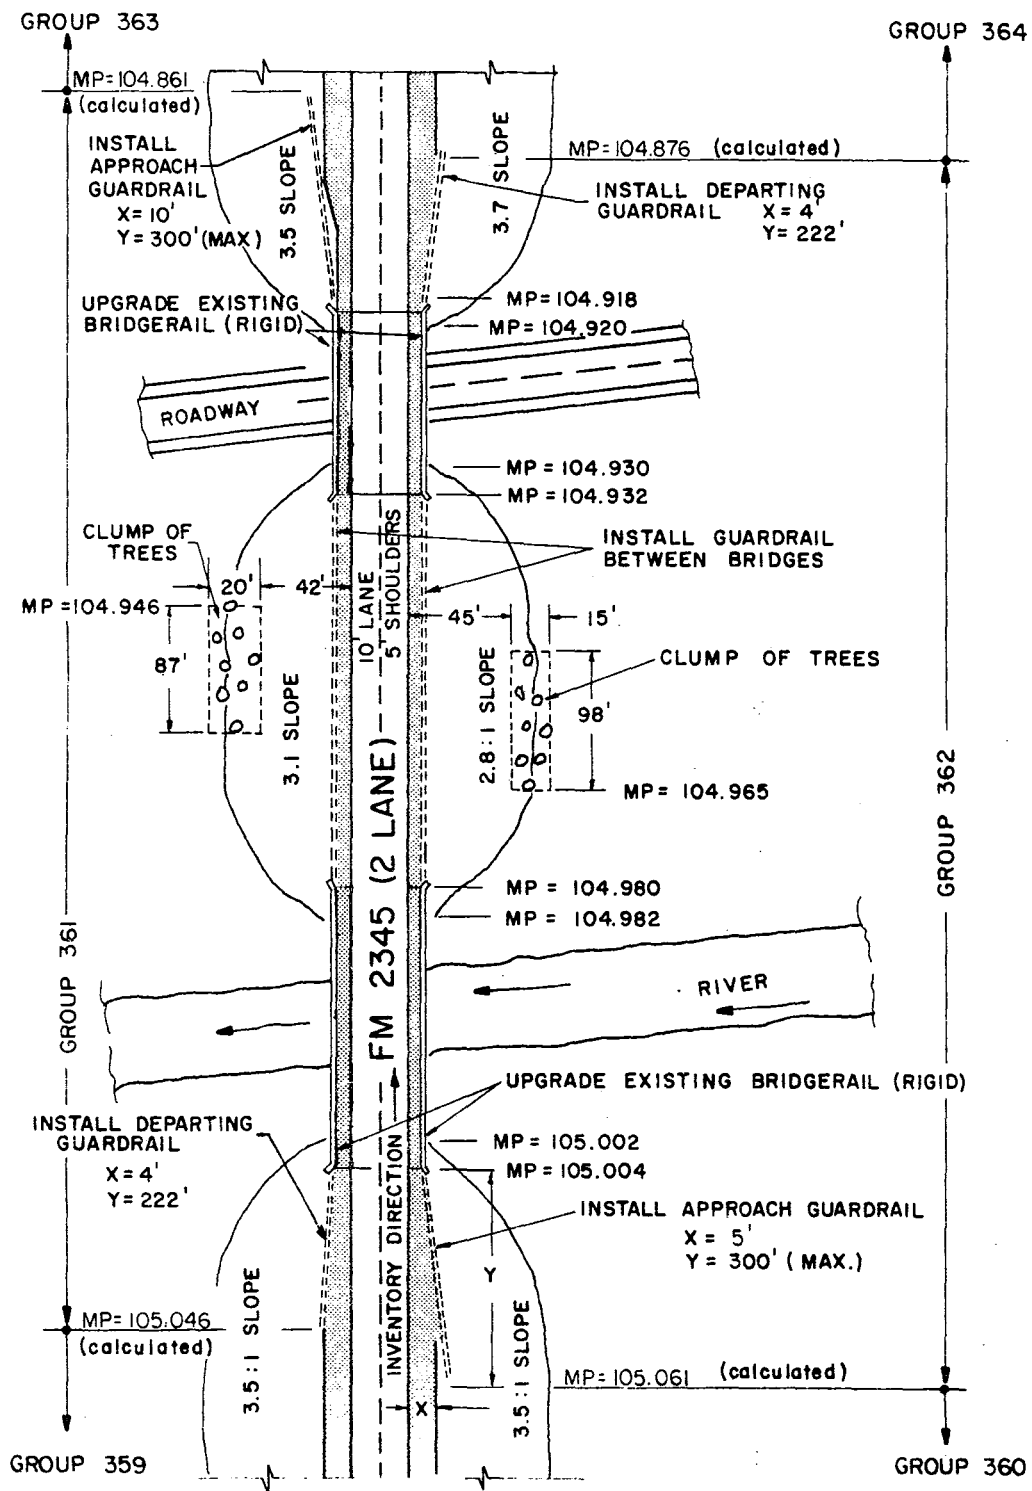 GROUP 363
GROUP 364
MP=104.861
(calculated)
INSTALL
APPROACH
GUARDRAIL
X=10'
Y=300'(MAX)
3.5 SLOPE
3.7 SLOPE
MP=104.876 (calculated)
INSTALL DEPARTING
GUARDRAIL X=4'
Y=222'
UPGRADE EXISTING
BRIDGERAIL (RIGID)
MP=104.918
MP=104.920
ROADWAY
MP=104.930
MP=104.932
CLUMP OF
TREES
INSTALL GUARDRAIL
BETWEEN BRIDGES
10' LANE
5' SHOULDERS
20'
42'
45'
15'
MP=104.946
87'
CLUMP OF TREES
98'
3.1 SLOPE
2.8:1 SLOPE
MP= 104.965
FM 2345 (2 LANE)
GROUP 361
GROUP 362
MP= 104.980
MP= 104.982
RIVER
UPGRADE EXISTING BRIDGERAIL (RIGID)
INSTALL DEPARTING
GUARDRAIL
X=4'
Y=222'
MP=105.002
MP=105.004
INVENTORY DIRECTION
INSTALL APPROACH GUARDRAIL
X= 5'
Y= 300' (MAX.)
Y
X
3.5:1 SLOPE
3.5:1 SLOPE
MP=105.046
(calculated)
MP=105.061 (calculated)
GROUP 359
GROUP 360